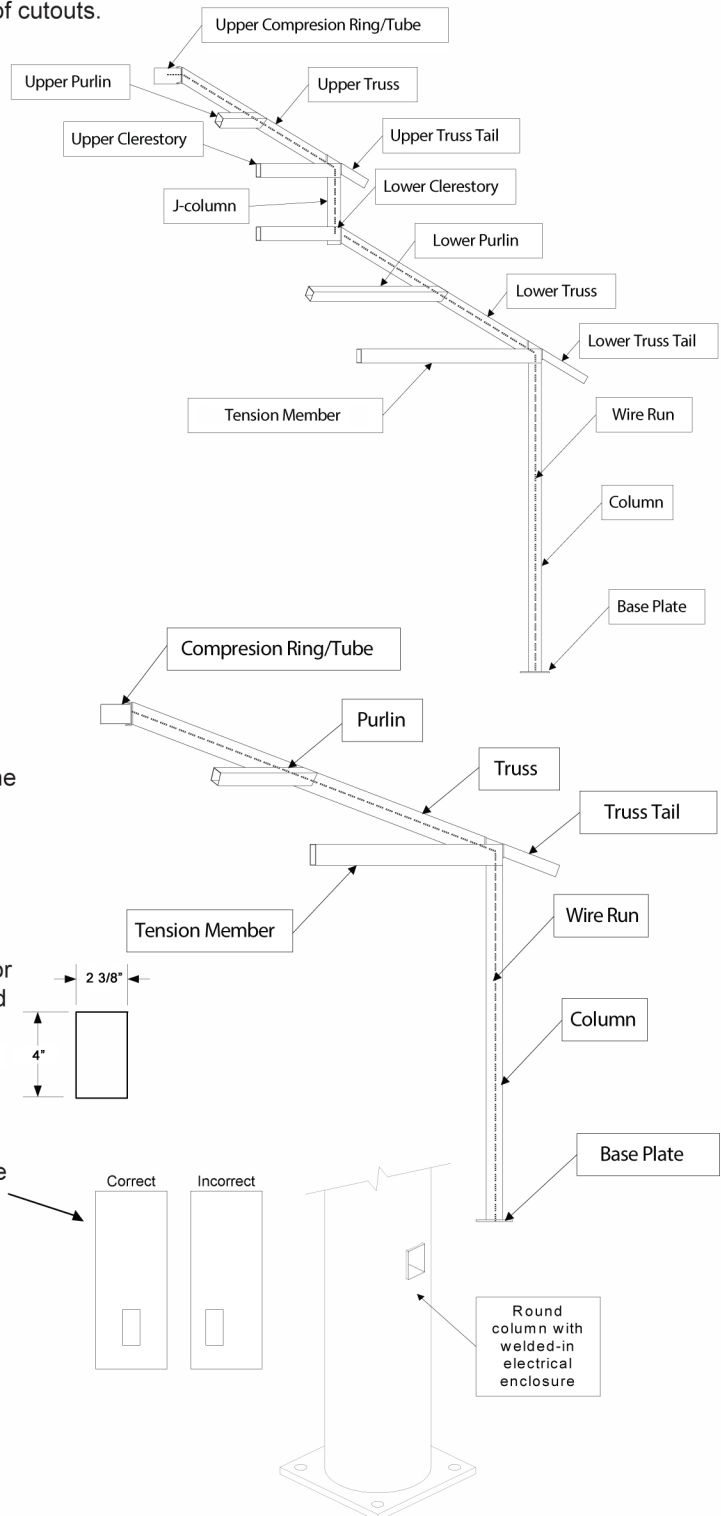 of cutouts.
Upper Compresion Ring/Tube
Upper Purlin
Upper Truss
Upper Clerestory
Upper Truss Tail
J-column
Lower Clerestory
Lower Purlin
Lower Truss
Lower Truss Tail
Tension Member
Wire Run
Column
Base Plate
Compresion Ring/Tube
Purlin
Truss
Truss Tail
Tension Member
Wire Run
Column
Base Plate
2 3/8"
4"
Correct
Incorrect
Round
column with
welded-in
electrical
enclosure